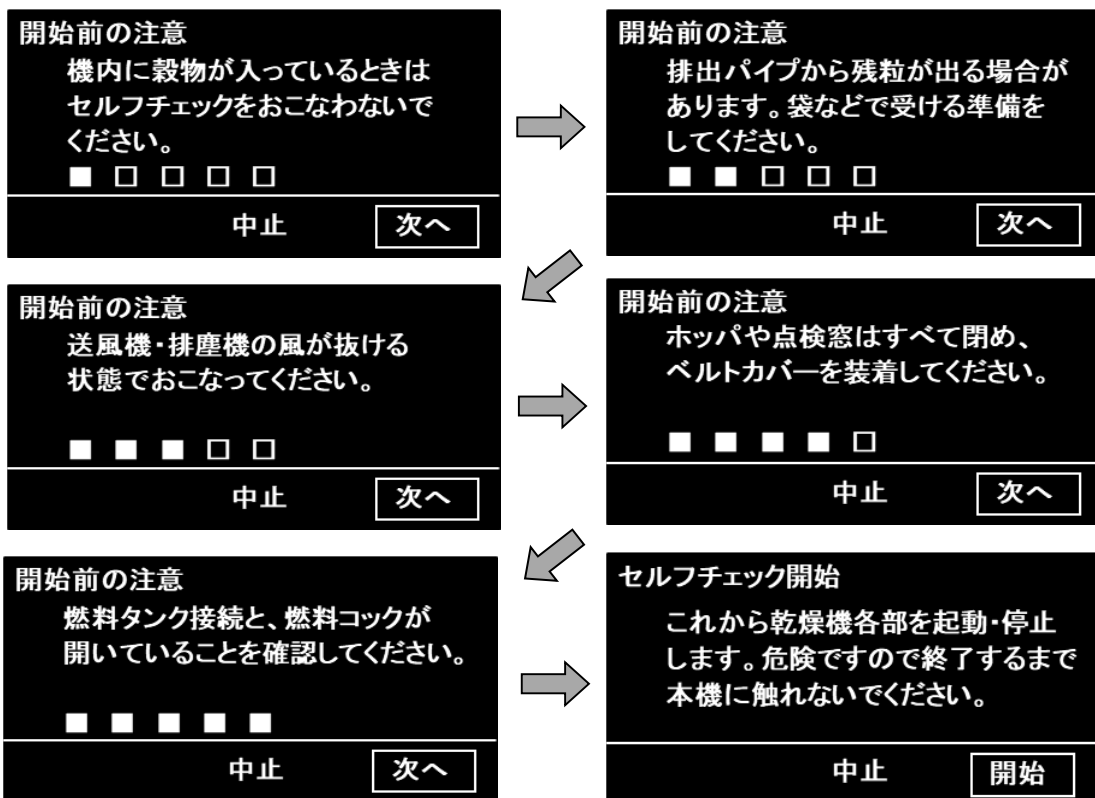 開始前の注意
機内に穀物が入っているときは
セルフチェックをおこなわないで
ください。
■ □ □ □ □
中止 次へ
開始前の注意
排出パイプから残粒が出る場合が
あります。袋などで受ける準備を
してください。
■ ■ □ □ □
中止 次へ
開始前の注意
送風機・排塵機の風が抜ける
状態でおこなってください。
■ ■ ■ □ □
中止 次へ
開始前の注意
ホッパや点検窓はすべて閉め、
ベルトカバーを装着してください。
■ ■ ■ ■ □
中止 次へ
開始前の注意
燃料タンク接続と、燃料コックが
開いていることを確認してください。
■ ■ ■ ■ ■
中止 次へ
セルフチェック開始
これから乾燥機各部を起動・停止
します。危険ですので終了するまで
本機に触れないでください。
中止 開始